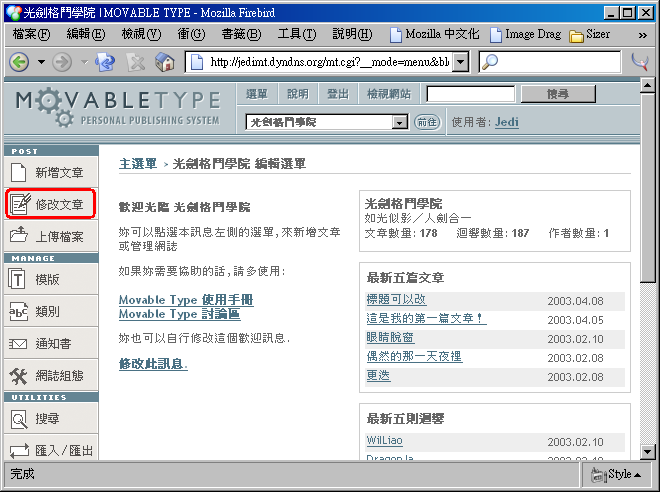 光劍格鬥學院 | MOVABLE TYPE - Mozilla Firebird
檔案(F) 編輯(E) 檢視(V) 衝(G) 書籤(B) 工具(T) 說明(H) Mozilla 中文化 Image Drag Sizer »
http://jedimt.dyndns.org/mt.cgi?__mode=menu&bl
MOVABLETYPE
PERSONAL PUBLISHING SYSTEM
選單 說明 登出 檢視網站 搜尋
光劍格鬥學院 前往 使用者: Jedi
POST
新增文章
修改文章
上傳檔案
MANAGE
模版
類別
通知書
網誌組態
UTILITIES
搜尋
匯入/匯出
主選單 > 光劍格鬥學院 編輯選單
歡迎光臨 光劍格鬥學院
妳可以點選本訊息左側的選單,來新增文章
或管理網誌
如果妳需要協助的話,請多使用:
Movable Type 使用手冊
Movable Type 討論區
妳也可以自行修改這個歡迎訊息.
修改此訊息.
光劍格鬥學院
如光似影／人劍合一
文章數量: 178 迴響數量: 187 作者數量: 1
最新五篇文章
標題可以改 2003.04.08
這是我的第一篇文章！ 2003.04.05
眼睛脫窗 2003.02.10
偶然的那一天夜裡 2003.02.08
更迭 2003.02.08
最新五則迴響
WilLiao 2003.02.10
完成 Style